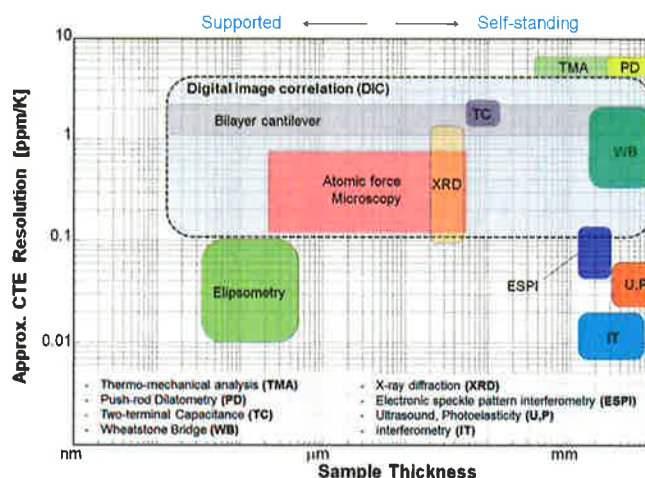 Supported Self-standing
10
TMA PD
Digital image correlation (DIC)
Bilayer cantilever
TC
1
WB
Atomic force
Microscopy
XRD
0.1
Elipsometry
ESPI
U,P
IT
0.01
Approx. CTE Resolution [ppm/K]
- Thermo-mechanical analysis (TMA)
- Push-rod Dilatometry (PD)
- Two-terminal Capacitance (TC)
- Wheatstone Bridge (WB)
- X-ray diffraction (XRD)
- Electronic speckle pattern interferometry (ESPI)
- Ultrasound, Photoelasticity (U,P)
- interferometry (IT)
nm μm mm
Sample Thickness